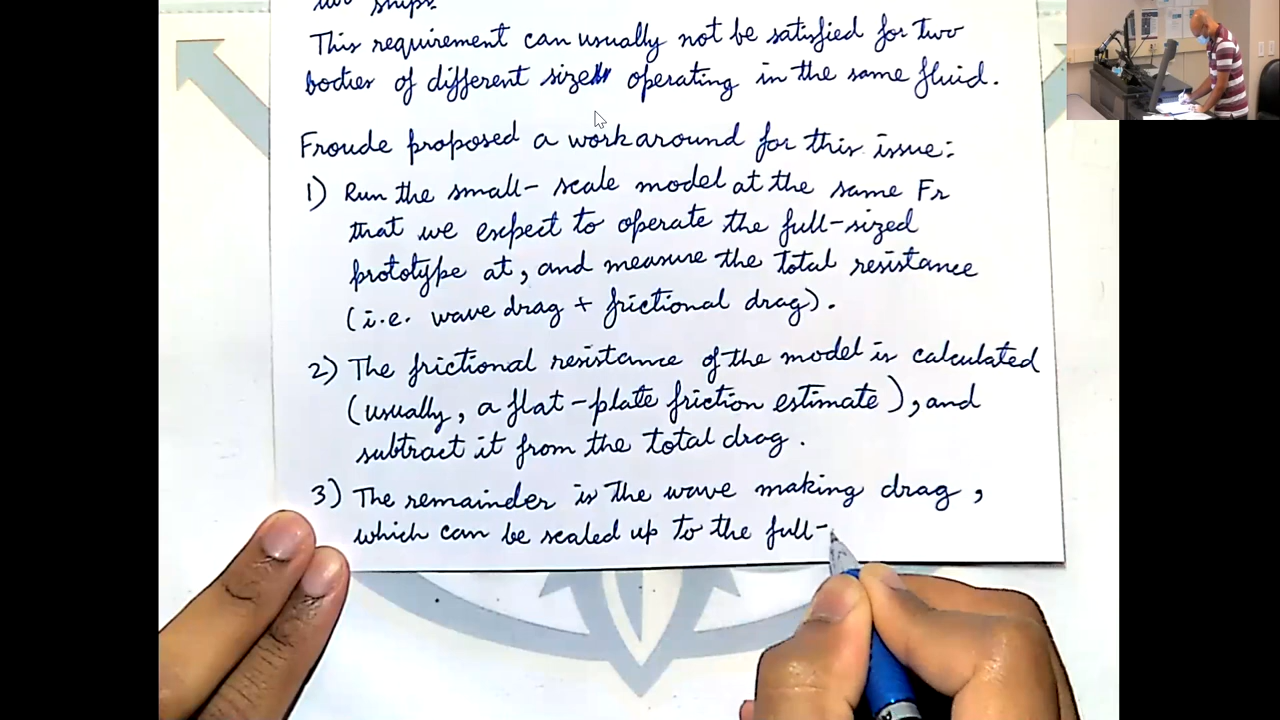 two ships.
This requirement can usually not be satisfied for two
bodies of different size operating in the same fluid.
Froude proposed a workaround for this issue:
1) Run the small-scale model at the same Fr
that we expect to operate the full-sized
prototype at, and measure the total resistance
(i.e. wave drag + frictional drag).
2) The frictional resistance of the model is calculated
(usually, a flat-plate friction estimate), and
subtract it from the total drag.
3) The remainder is the wave making drag,
which can be scaled up to the full-